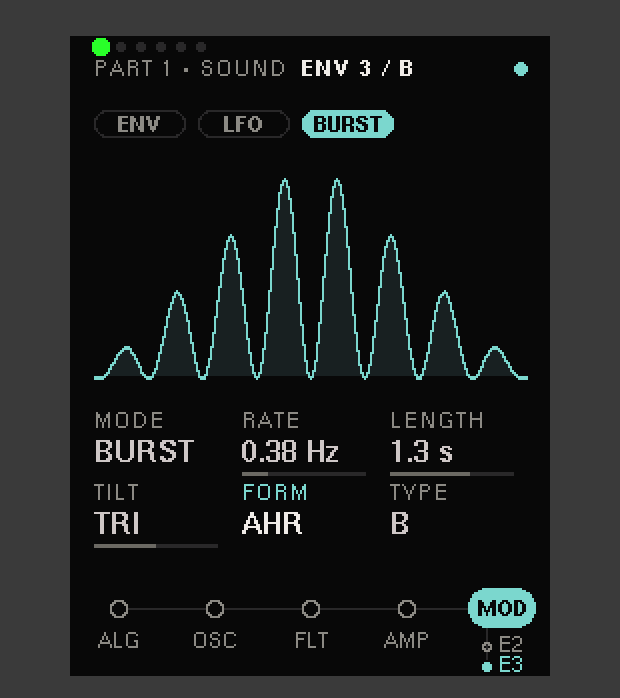 PART 1 · SOUND ENV 3 / B
ENV LFO BURST
MODE RATE LENGTH
BURST 0.38 Hz 1.3 s
TILT FORM TYPE
TRI AHR B
MOD
ALG OSC FLT AMP
E2
E3